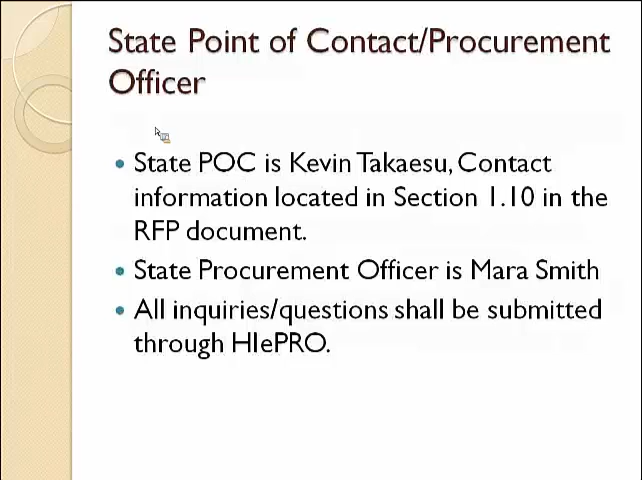 State Point of Contact/Procurement
Officer
• State POC is Kevin Takaesu, Contact
information located in Section 1.10 in the
RFP document.
• State Procurement Officer is Mara Smith
• All inquiries/questions shall be submitted
through HIePRO.